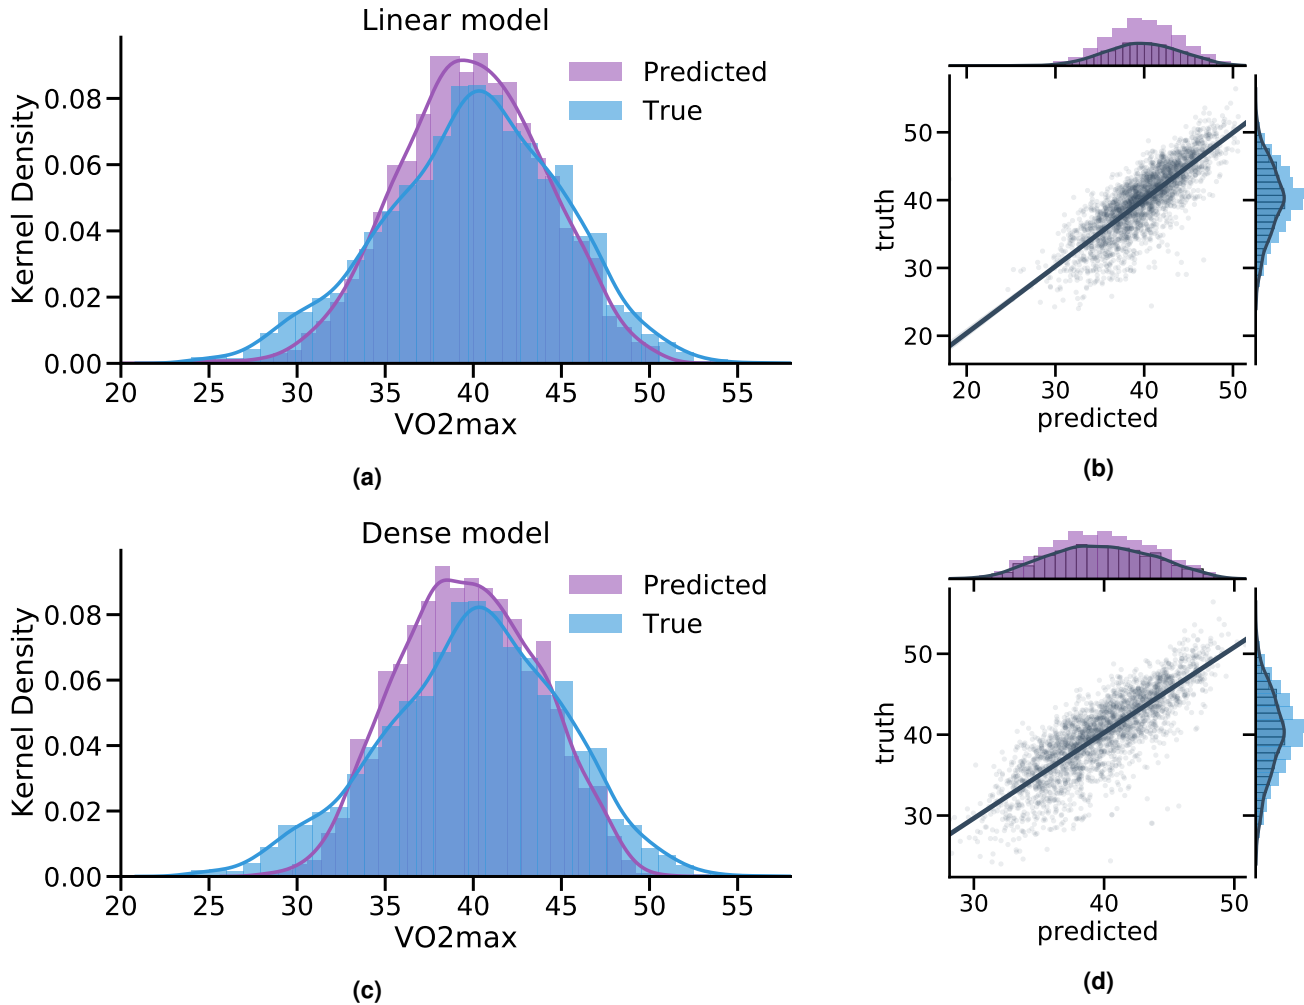 Linear model
Kernel Density
0.08
0.06
0.04
0.02
0.00
Predicted
True
20 25 30 35 40 45 50 55
VO2max
(a)
truth
50
40
30
20
20 30 40 50
predicted
(b)
Dense model
Kernel Density
0.08
0.06
0.04
0.02
0.00
Predicted
True
20 25 30 35 40 45 50 55
VO2max
(c)
truth
50
40
30
30 40 50
predicted
(d)